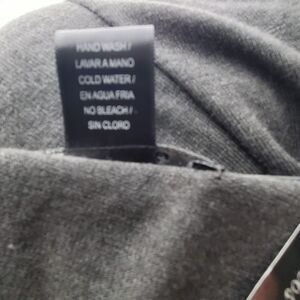 HAND WASH /
LAVAR A MANO
COLD WATER /
EN AGUA FRIA
NO BLEACH / -
SIN CLORO